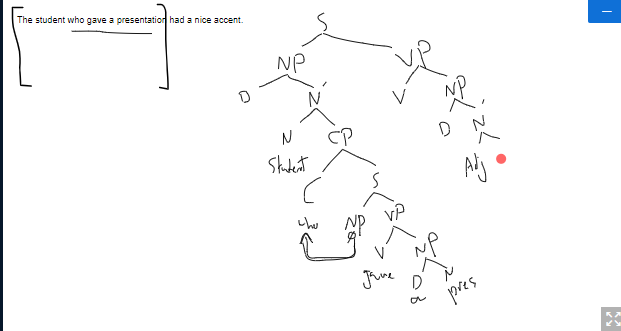 The student who gave a presentation had a nice accent.
S
NP VP
D N' V NP
N CP D N'
Student Adj
C S
who NP VP
Ø V NP
gave D N
a pres